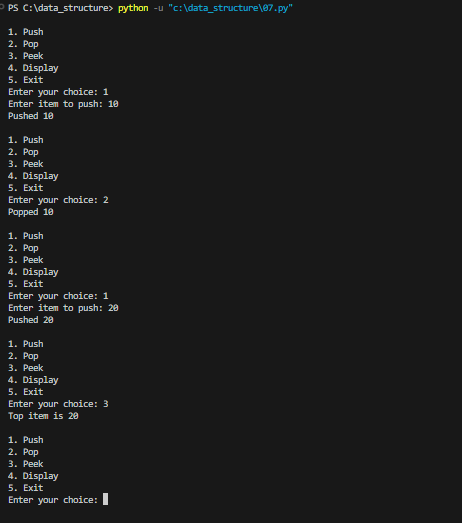 PS C:\data_structure> python -u "c:\data_structure\07.py"
1. Push
2. Pop
3. Peek
4. Display
5. Exit
Enter your choice: 1
Enter item to push: 10
Pushed 10
1. Push
2. Pop
3. Peek
4. Display
5. Exit
Enter your choice: 2
Popped 10
1. Push
2. Pop
3. Peek
4. Display
5. Exit
Enter your choice: 1
Enter item to push: 20
Pushed 20
1. Push
2. Pop
3. Peek
4. Display
5. Exit
Enter your choice: 3
Top item is 20
1. Push
2. Pop
3. Peek
4. Display
5. Exit
Enter your choice: